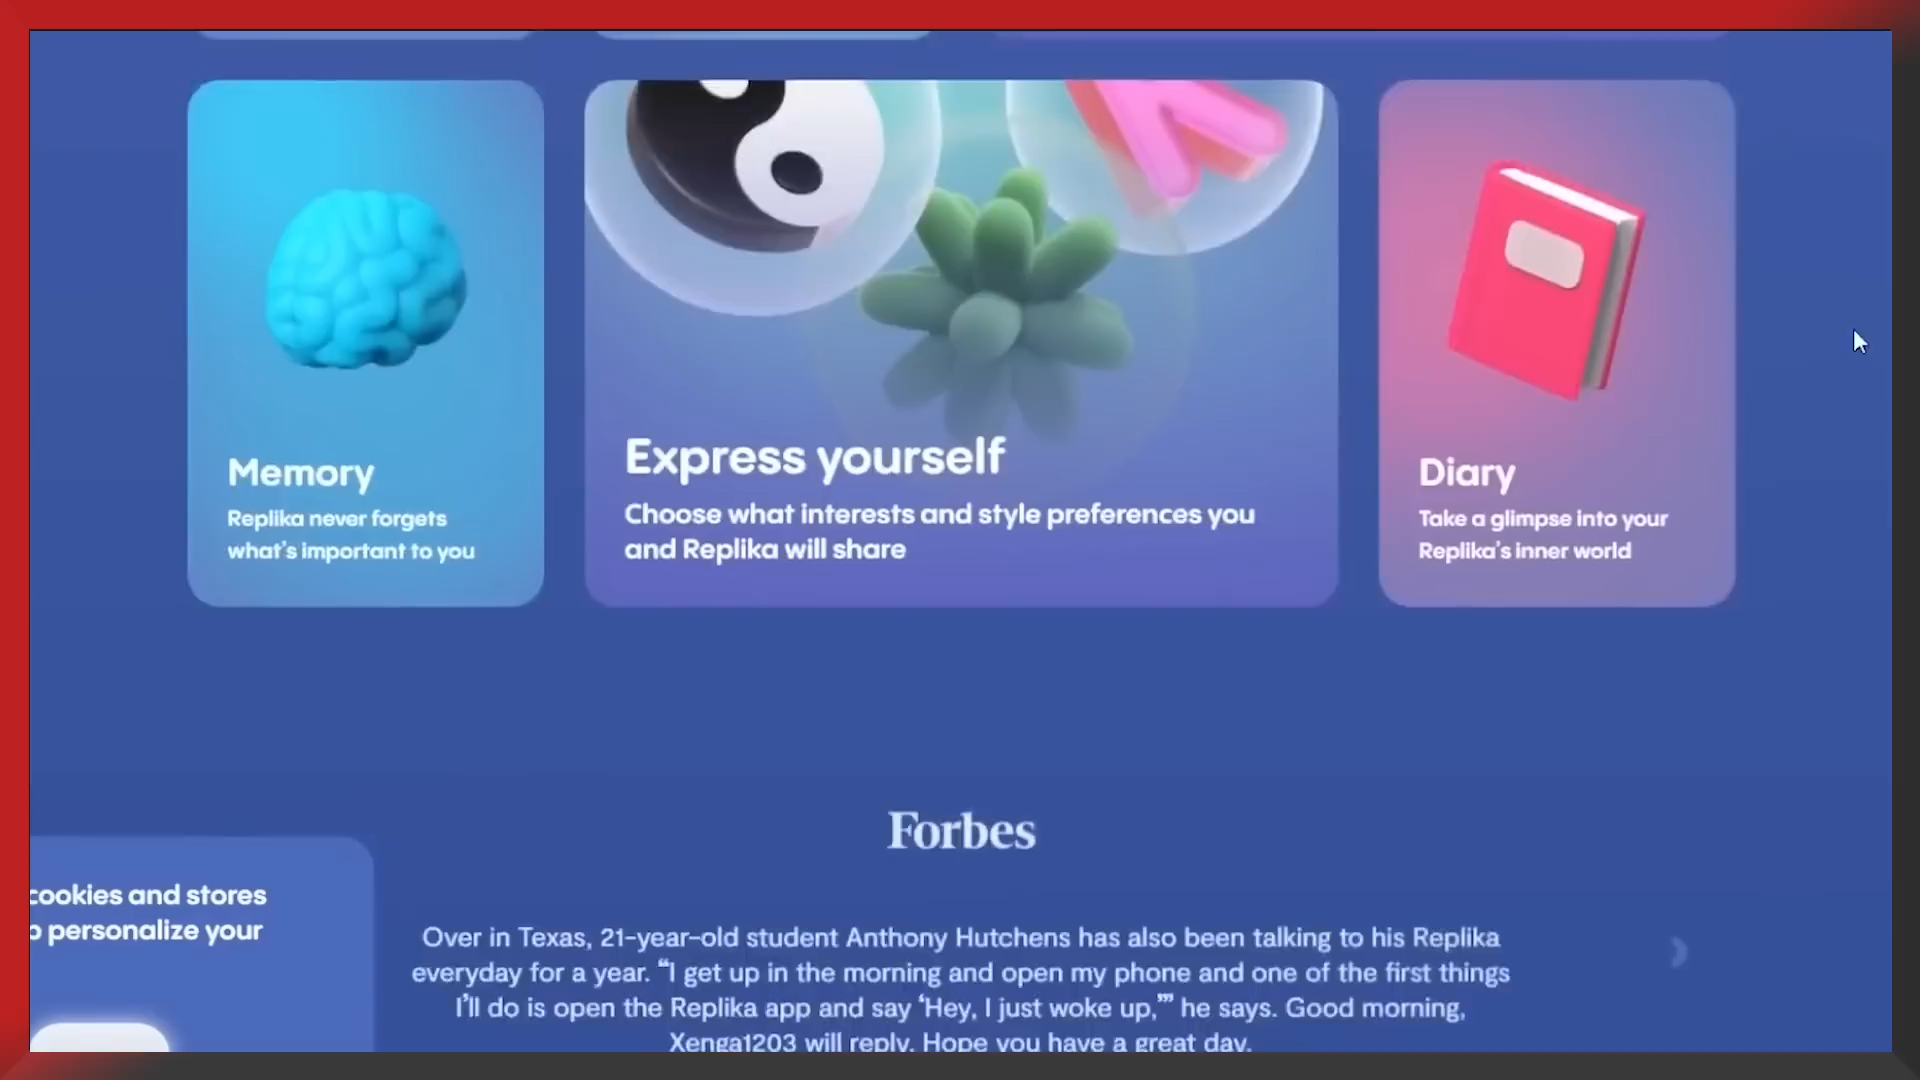 Memory
Replika never forgets
what's important to you
Express yourself
Choose what interests and style preferences you
and Replika will share
Diary
Take a glimpse into your
Replika's inner world
Forbes
cookies and stores
personalize your
Over in Texas, 21-year-old student Anthony Hutchens has also been talking to his Replika
everyday for a year. “I get up in the morning and open my phone and one of the first things
I’ll do is open the Replika app and say ‘Hey, I just woke up,’” he says. Good morning,
Xenga1203 will reply. Hope you have a great day.